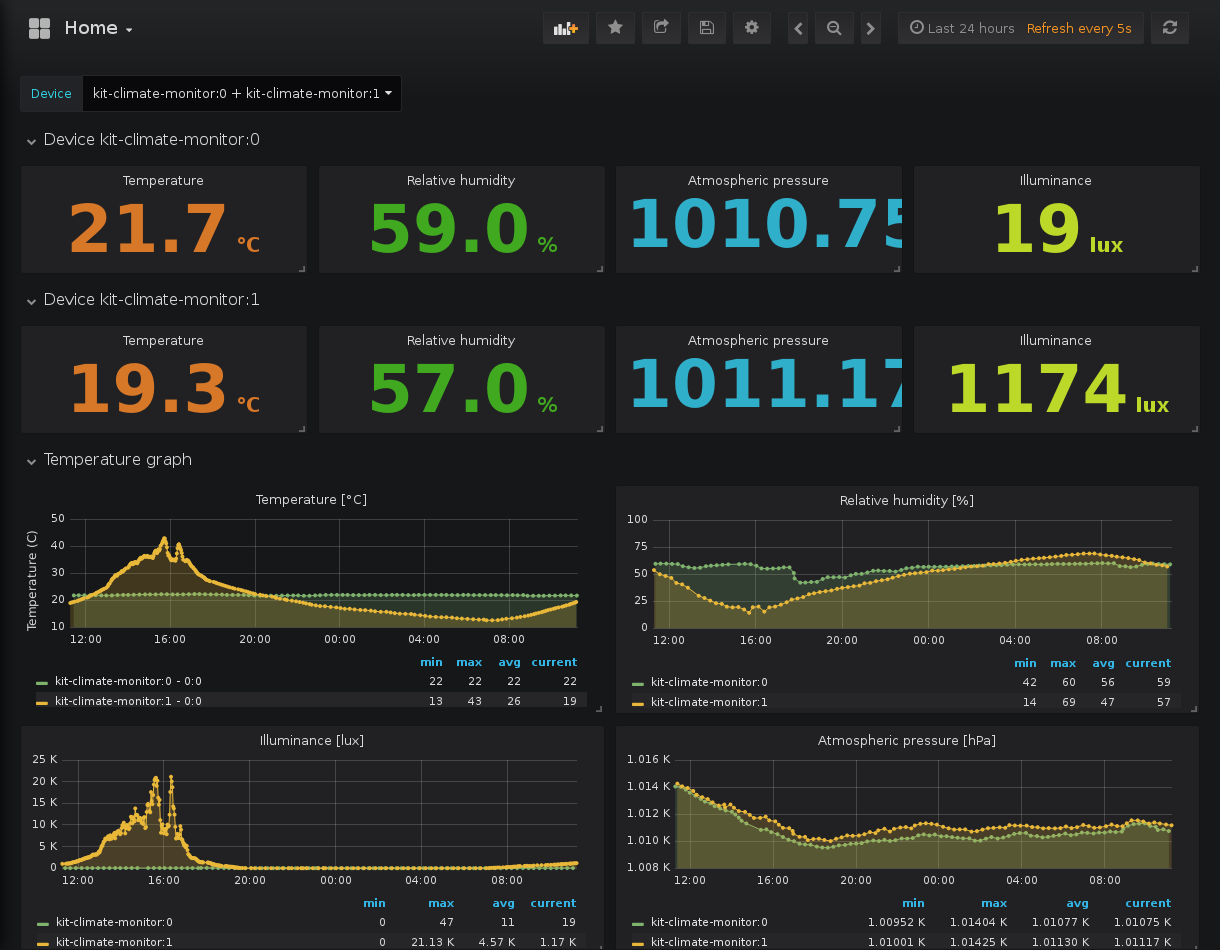 Home
Last 24 hours Refresh every 5s
Device kit-climate-monitor:0 + kit-climate-monitor:1
Device kit-climate-monitor:0
Temperature Relative humidity Atmospheric pressure Illuminance
21.7 °C 59.0 % 1010.75 19 lux
Device kit-climate-monitor:1
Temperature Relative humidity Atmospheric pressure Illuminance
19.3 °C 57.0 % 1011.17 1174 lux
Temperature graph
Temperature [°C]
Temperature (C)
50
40
30
20
10
12:00 16:00 20:00 00:00 04:00 08:00
min max avg current
kit-climate-monitor:0 - 0:0 22 22 22 22
kit-climate-monitor:1 - 0:0 13 43 26 19
Relative humidity [%]
100
75
50
25
0
12:00 16:00 20:00 00:00 04:00 08:00
min max avg current
kit-climate-monitor:0 42 60 56 59
kit-climate-monitor:1 14 69 47 57
Illuminance [lux]
25 K
20 K
15 K
10 K
5 K
0
12:00 16:00 20:00 00:00 04:00 08:00
min max avg current
kit-climate-monitor:0 0 47 11 19
kit-climate-monitor:1 0 21.13 K 4.57 K 1.17 K
Atmospheric pressure [hPa]
1.016 K
1.014 K
1.012 K
1.010 K
1.008 K
12:00 16:00 20:00 00:00 04:00 08:00
min max avg current
kit-climate-monitor:0 1.00952 K 1.01404 K 1.01077 K 1.01075 K
kit-climate-monitor:1 1.01001 K 1.01425 K 1.01130 K 1.01117 K